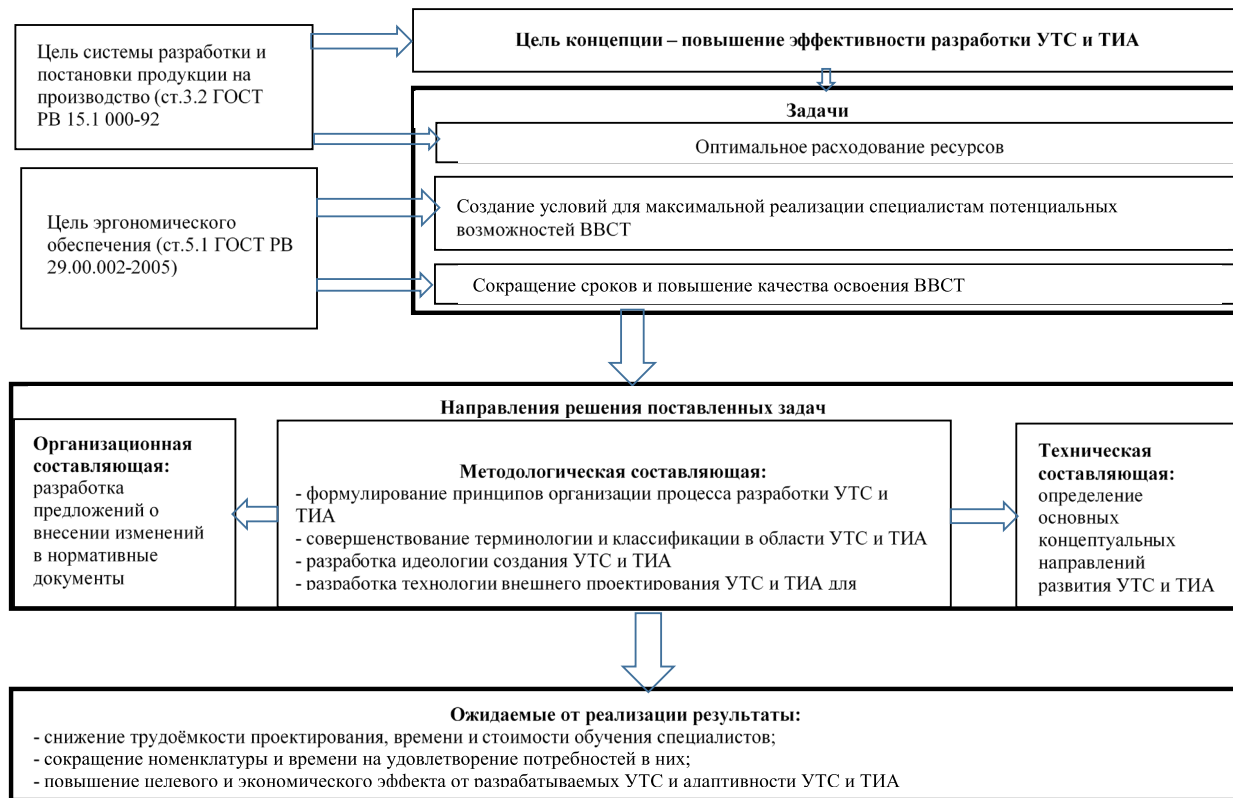 Цель системы разработки и
постановки продукции на
производство (ст.3.2 ГОСТ
РВ 15.1 000-92
Цель концепции – повышение эффективности разработки УТС и ТИА
Задачи
Оптимальное расходование ресурсов
Цель эргономического
обеспечения (ст.5.1 ГОСТ РВ
29.00.002-2005)
Создание условий для максимальной реализации специалистам потенциальных
возможностей ВВСТ
Сокращение сроков и повышение качества освоения ВВСТ
Направления решения поставленных задач
Организационная
составляющая:
разработка
предложений о
внесении изменений
в нормативные
документы
Методологическая составляющая:
- формулирование принципов организации процесса разработки УТС и
ТИА
- совершенствование терминологии и классификации в области УТС и ТИА
- разработка идеологии создания УТС и ТИА
- разработка технологии внешнего проектирования УТС и ТИА для
Техническая
составляющая:
определение
основных
концептуальных
направлений
развития УТС и ТИА
Ожидаемые от реализации результаты:
- снижение трудоёмкости проектирования, времени и стоимости обучения специалистов;
- сокращение номенклатуры и времени на удовлетворение потребностей в них;
- повышение целевого и экономического эффекта от разрабатываемых УТС и адаптивности УТС и ТИА